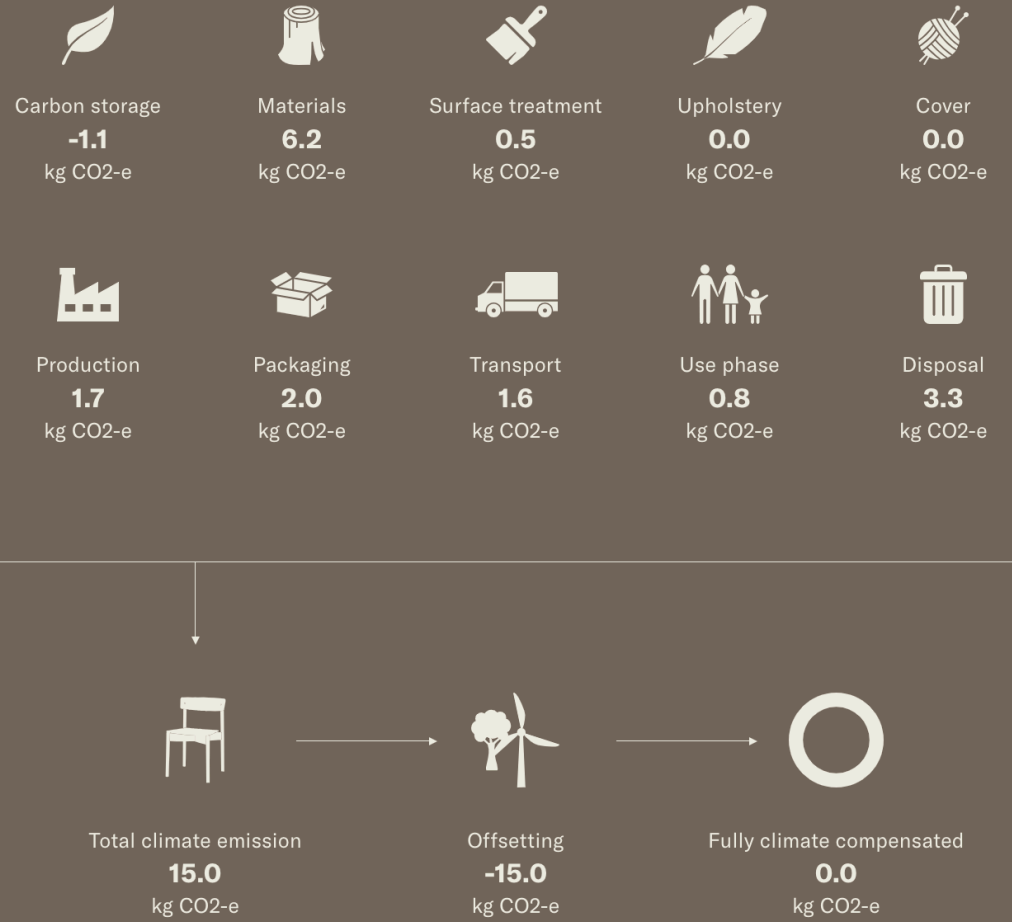 Carbon storage
-1.1
kg CO2-e
Materials
6.2
kg CO2-e
Surface treatment
0.5
kg CO2-e
Upholstery
0.0
kg CO2-e
Cover
0.0
kg CO2-e
Production
1.7
kg CO2-e
Packaging
2.0
kg CO2-e
Transport
1.6
kg CO2-e
Use phase
0.8
kg CO2-e
Disposal
3.3
kg CO2-e
Total climate emission
15.0
kg CO2-e
Offsetting
-15.0
kg CO2-e
Fully climate compensated
0.0
kg CO2-e